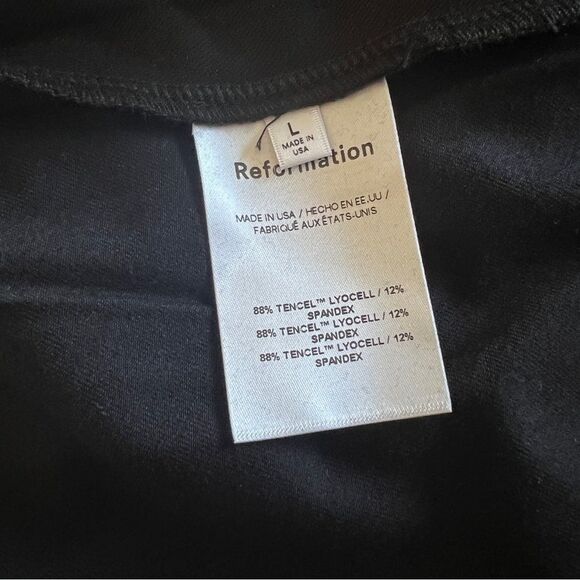 L
MADE IN
USA
Reformation
MADE IN USA / HECHO EN EE.UU /
FABRIQUÉ AUX ÉTATS-UNIS
88% TENCEL™ LYOCELL / 12%
SPANDEX
88% TENCEL™ LYOCELL / 12%
SPANDEX
88% TENCEL™ LYOCELL / 12%
SPANDEX